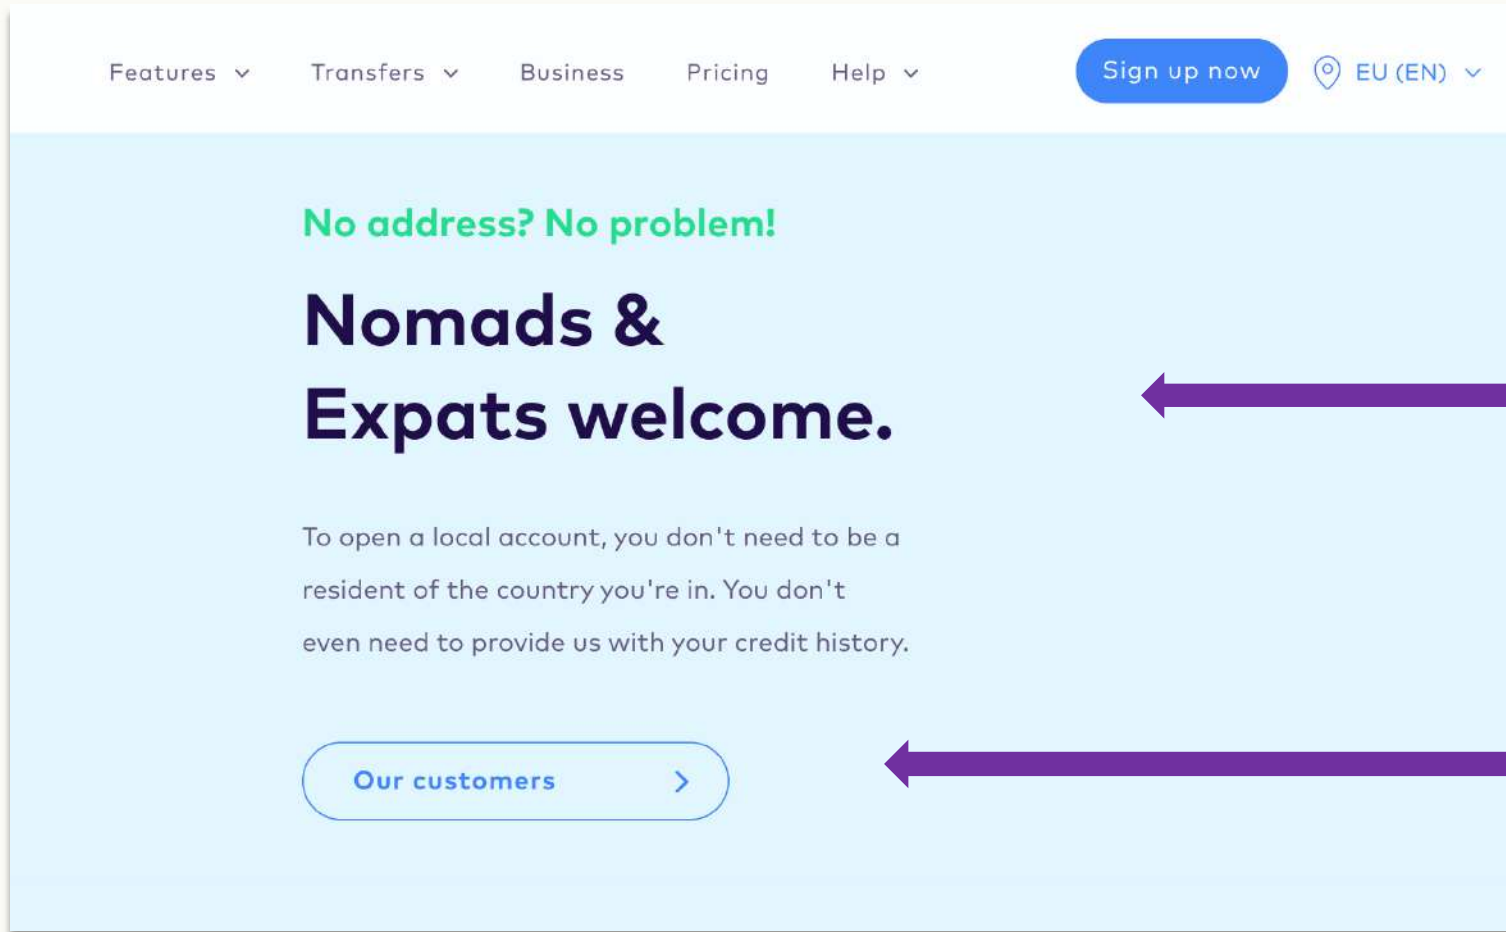 Features Transfers Business Pricing Help Sign up now EU (EN)
No address? No problem!
Nomads &
Expats welcome.
To open a local account, you don't need to be a
resident of the country you're in. You don't
even need to provide us with your credit history.
Our customers